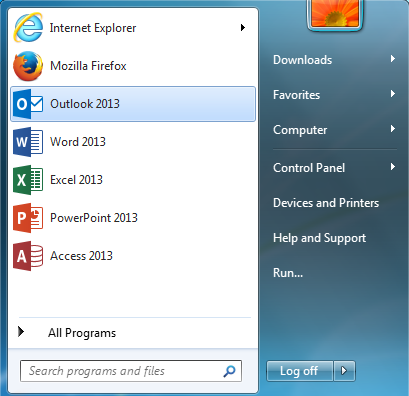 Internet Explorer
Mozilla Firefox
Outlook 2013
Word 2013
Excel 2013
PowerPoint 2013
Access 2013
All Programs
Search programs and files
Downloads
Favorites
Computer
Control Panel
Devices and Printers
Help and Support
Run...
Log off